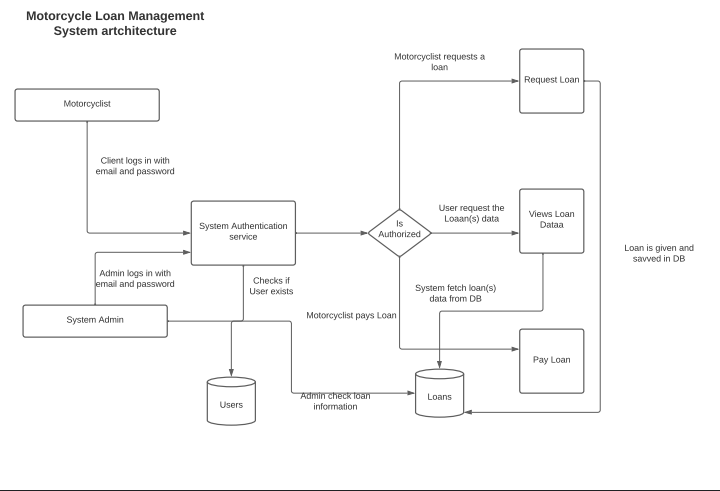 Motorcycle Loan Management
System artchitecture
Motorcyclist requests a
loan
Request Loan
Motorcyclist
Client logs in with
email and password
System Authentication
service
Is
Authorized
User request the
Loaan(s) data
Views Loan
Dataa
Loan is given and
savved in DB
Admin logs in with
email and password
Checks if
User exists
System fetch loan(s)
data from DB
System Admin
Motorcyclist pays Loan
Pay Loan
Users
Admin check loan
information
Loans